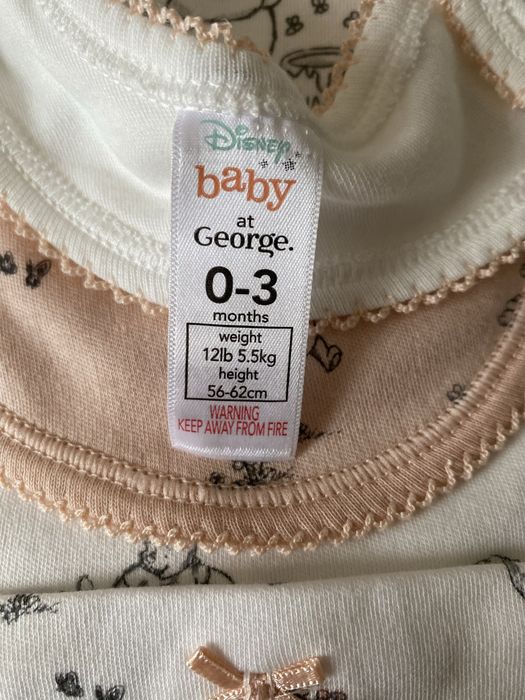 Disney
baby
at
George.
0-3
months
weight
12lb 5.5kg
height
56-62cm
WARNING
KEEP AWAY FROM FIRE